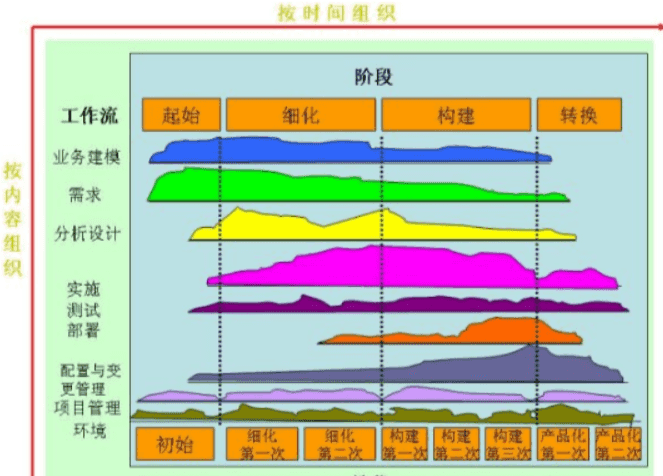 按时间组织
阶段
工作流
起始
细化
构建
转换
按内容组织
业务建模
需求
分析设计
实施
测试
部署
配置与变
更管理
项目管理
环境
初始
细化
第一次
细化
第二次
构建
第一次
构建
第二次
构建
第三次
产品化
第一次
产品化
第二次